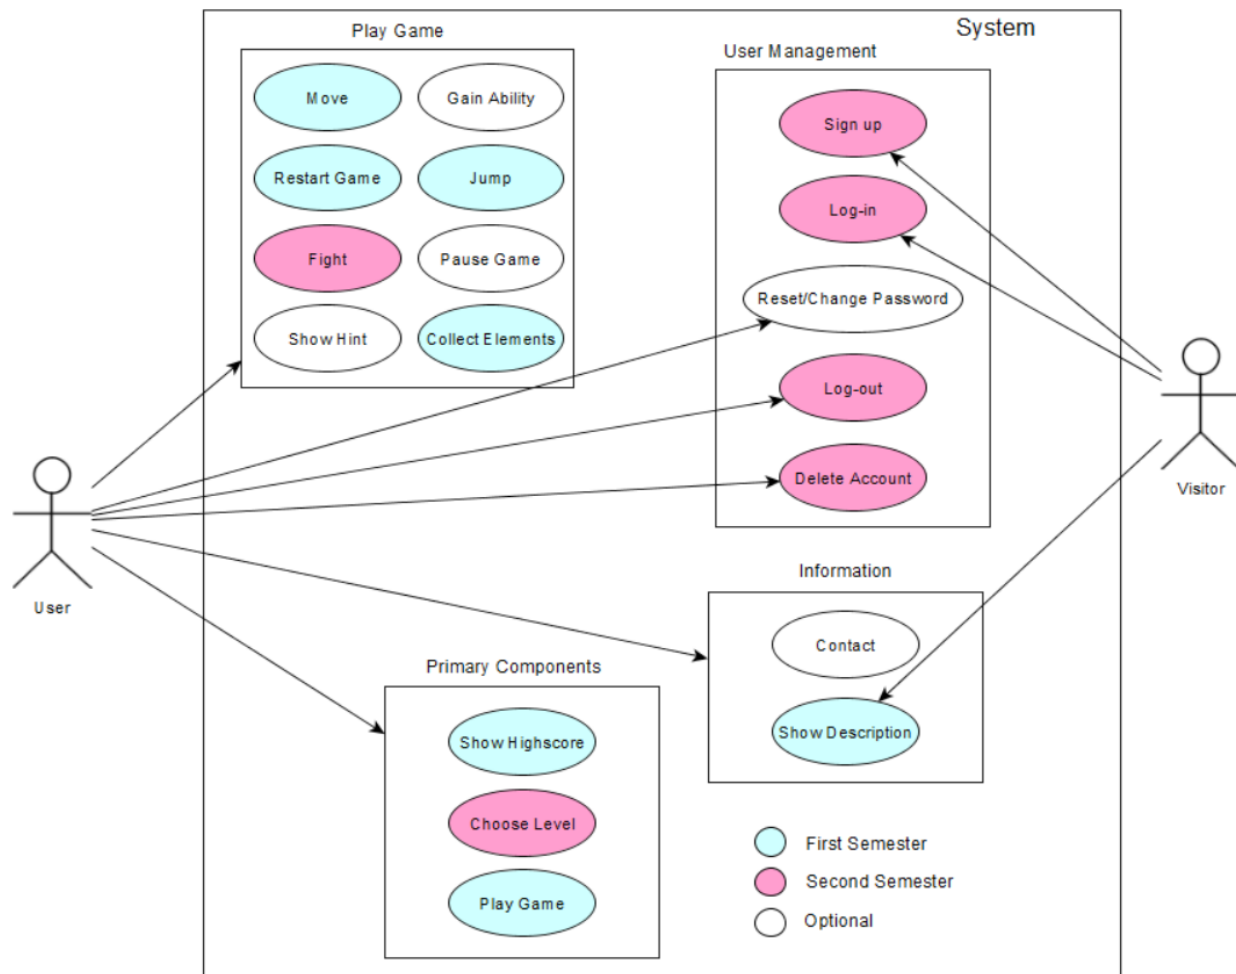 System
Play Game
Move
Gain Ability
Restart Game
Jump
Fight
Pause Game
Show Hint
Collect Elements
User Management
Sign up
Log-in
Reset/Change Password
Log-out
Delete Account
User
Visitor
Information
Contact
Show Description
Primary Components
Show Highscore
Choose Level
Play Game
First Semester
Second Semester
Optional